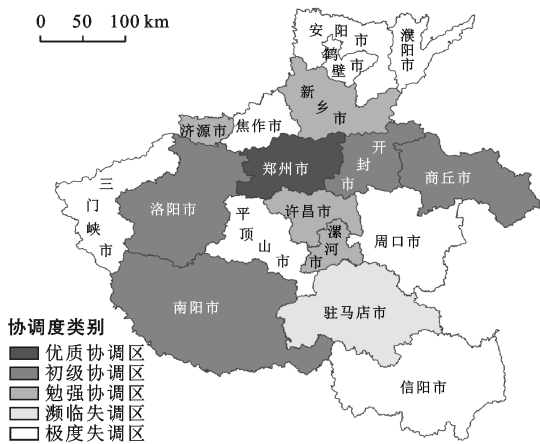 0 50 100 km
安阳市
鹤壁市
濮阳市
新乡市
济源市
焦作市
郑州市
开封市
商丘市
三门峡市
洛阳市
平顶山市
许昌市
漯河市
周口市
南阳市
驻马店市
信阳市
协调度类别
优质协调区
初级协调区
勉强协调区
濒临失调区
极度失调区